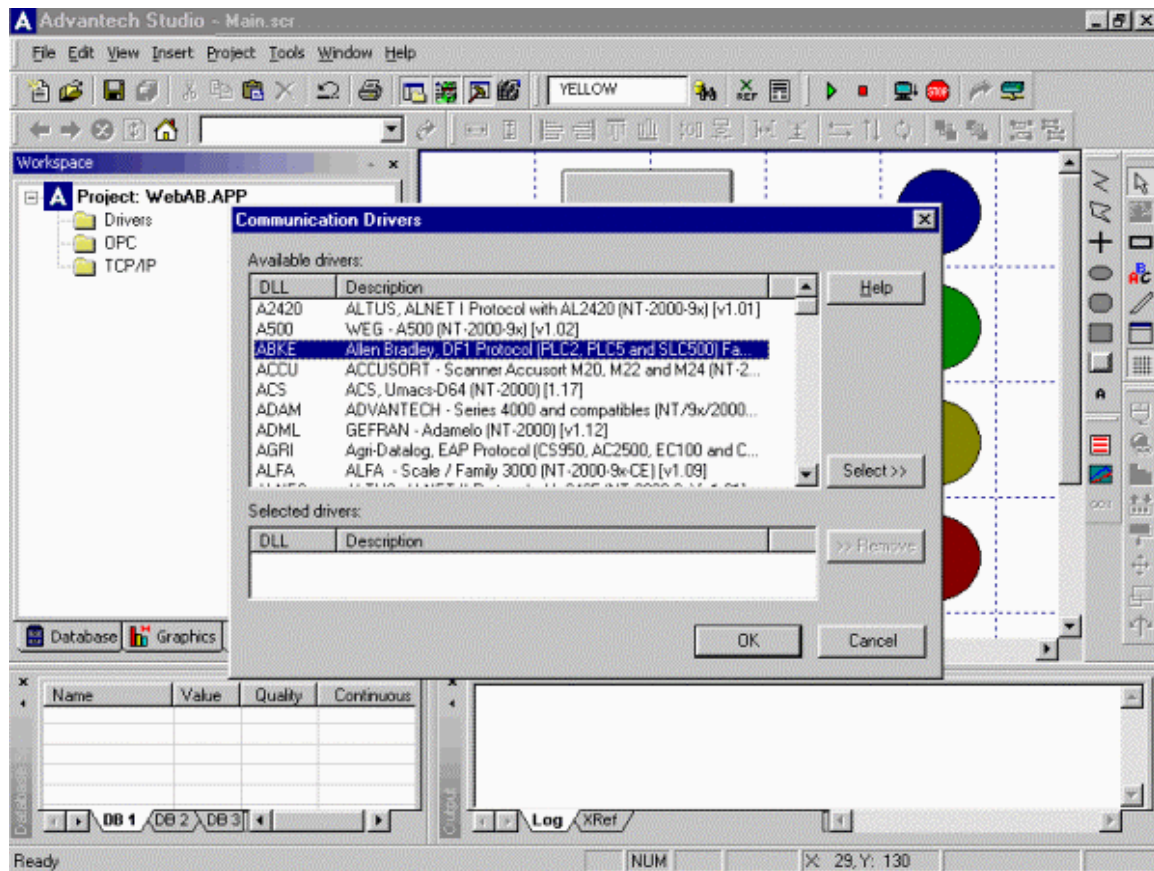 Advantech Studio - Main.scr
File Edit View Insert Project Tools Window Help
YELLOW
XREF
STOP
Workspace
Project: WebAB.APP
Drivers
OPC
TCP/IP
Communication Drivers
Available drivers:
Help
DLL Description
A2420 ALTUS, ALNET I Protocol with AL2420 (NT-2000-9x) [v1.01]
A500 WEG - A500 (NT-2000-9x) [v1.02]
ABKE Allen Bradley, DF1 Protocol (PLC2, PLC5 and SLC500) Fa...
ACCU ACCUSORT - Scanner Accusort M20, M22 and M24 (NT-2...
ACS ACS, Umacs-D64 (NT-2000) [1.17]
ADAM ADVANTECH - Series 4000 and compatibles (NT/9x/2000...
ADML GEFRAN - Adamelo (NT-2000) [v1.12]
AGRI Agri-Datalog, EAP Protocol (CS950, AC2500, EC100 and C...
ALFA ALFA - Scale / Family 3000 (NT-2000-9x-CE) [v1.09]
Select >>
Selected drivers:
DLL Description
>> Remove
OK Cancel
Database Graphics
Name Value Quality Continuous
Database
DB 1 DB 2 DB 3
Output
Log XRef
Ready NUM X: 29, Y: 130